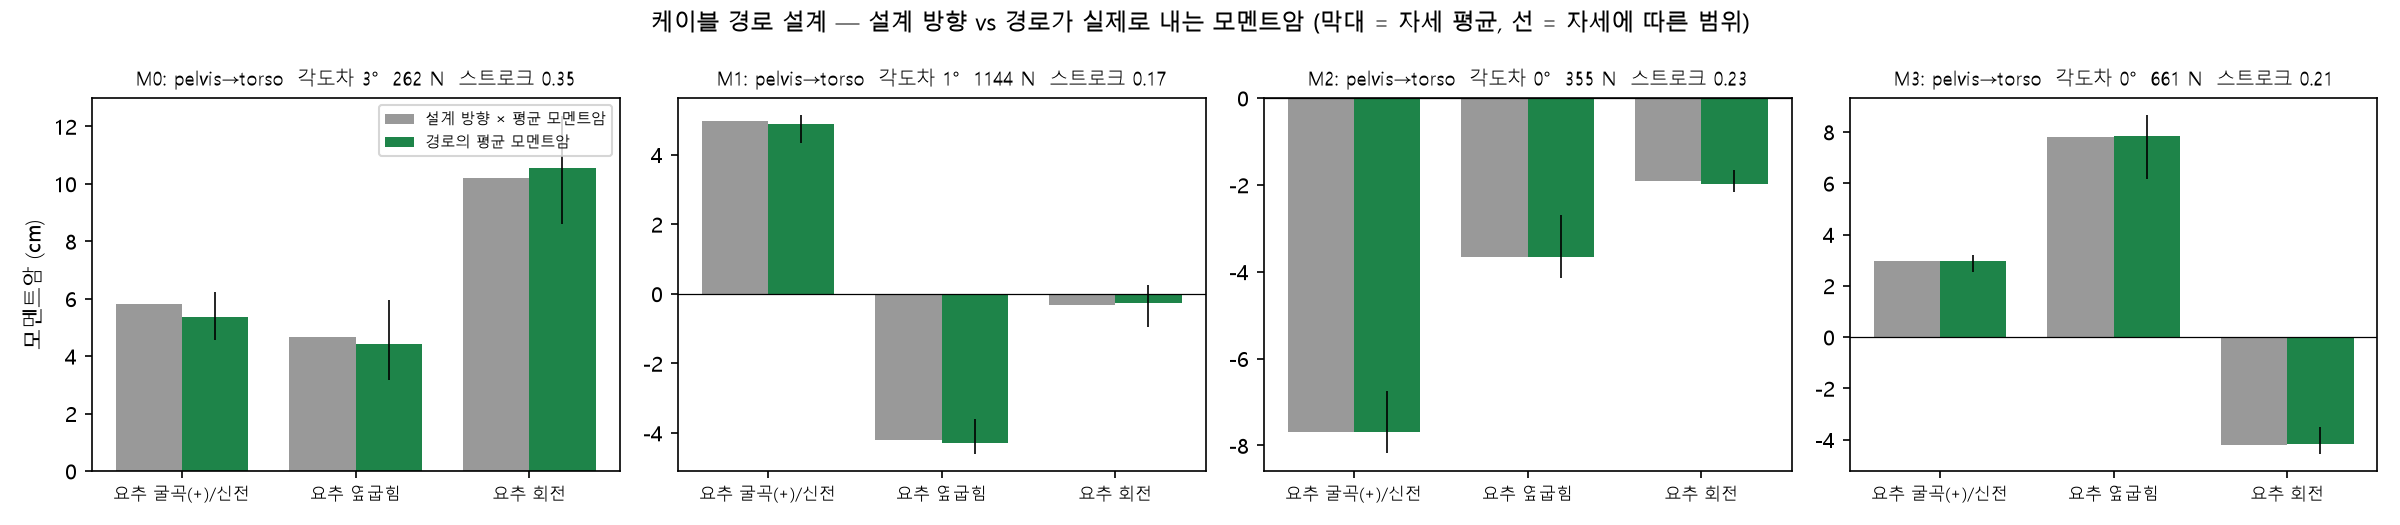 케이블 경로 설계 — 설계 방향 vs 경로가 실제로 내는 모멘트암 (막대 = 자세 평균, 선 = 자세에 따른 범위)
M0: pelvis→torso 각도차 3° 262 N 스트로크 0.35
모멘트암 (cm)
12
10
8
6
4
2
0
설계 방향 × 평균 모멘트암
경로의 평균 모멘트암
요추 굴곡(+)/신전
요추 옆굽힘
요추 회전
M1: pelvis→torso 각도차 1° 1144 N 스트로크 0.17
4
2
0
-2
-4
요추 굴곡(+)/신전
요추 옆굽힘
요추 회전
M2: pelvis→torso 각도차 0° 355 N 스트로크 0.23
0
-2
-4
-6
-8
요추 굴곡(+)/신전
요추 옆굽힘
요추 회전
M3: pelvis→torso 각도차 0° 661 N 스트로크 0.21
8
6
4
2
0
-2
-4
요추 굴곡(+)/신전
요추 옆굽힘
요추 회전